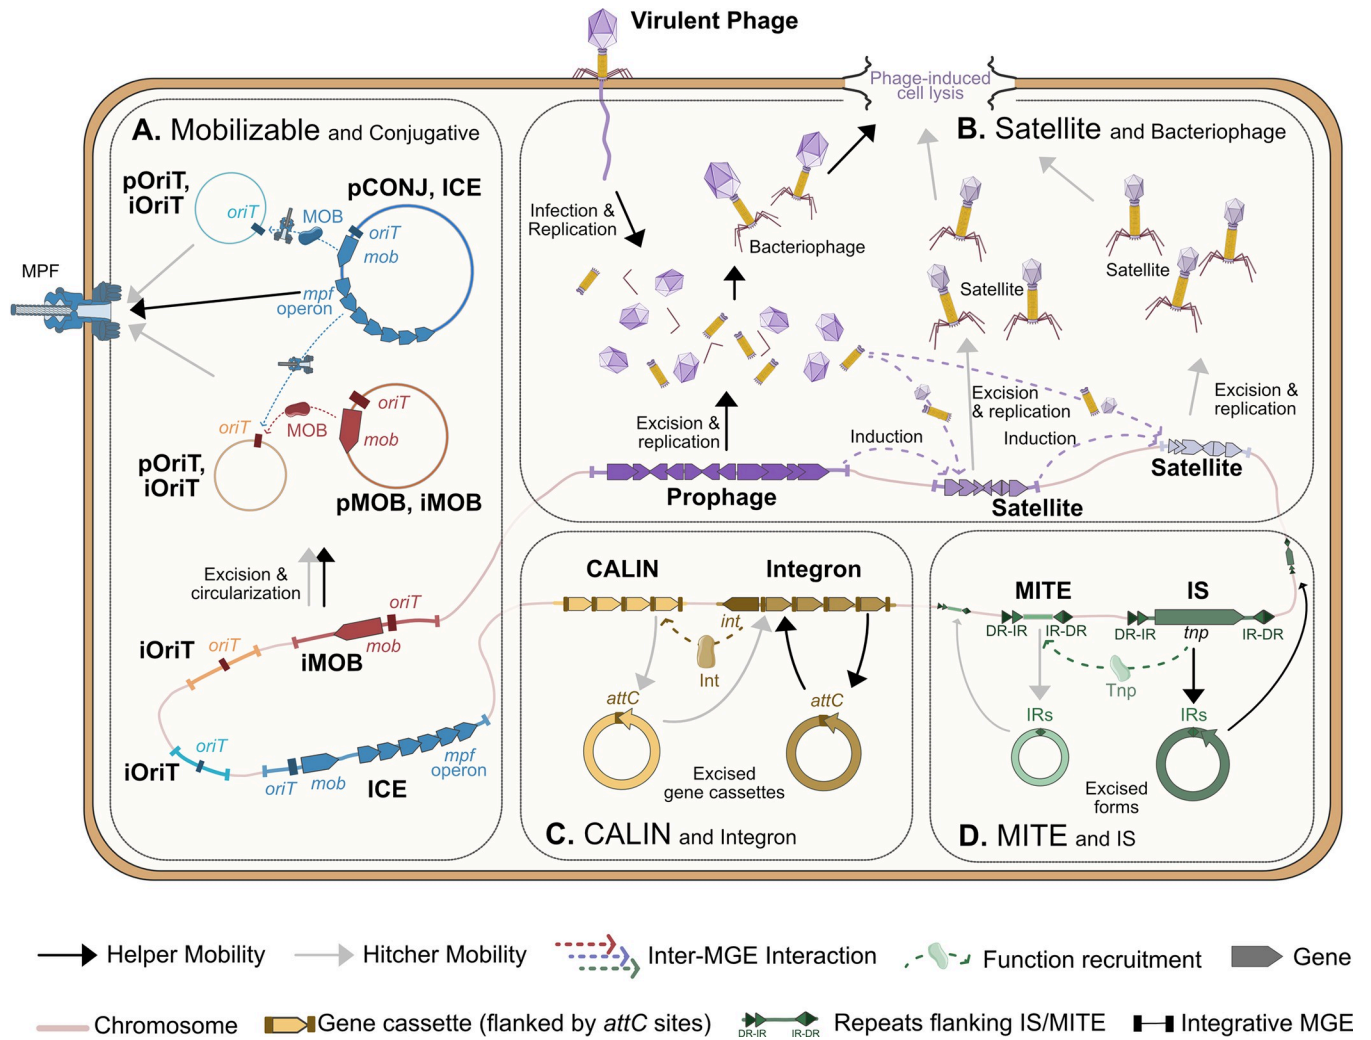 Virulent Phage
Phage-induced
cell lysis
A. Mobilizable and Conjugative
pOriT,
iOriT
oriT
MOB
pCONJ, ICE
oriT
mob
mpf
operon
MPF
oriT
MOB
oriT
mob
pOriT,
iOriT
pMOB, iMOB
Excision &
circularization
iOriT
oriT
iMOB
mob
oriT
iOriT
oriT
oriT
mob
ICE
mpf
operon
B. Satellite and Bacteriophage
Infection &
Replication
Bacteriophage
Satellite
Satellite
Excision &
replication
Excision
& replication
Excision &
replication
Induction
Induction
Prophage
Satellite
Satellite
CALIN
Integron
int
Int
attC
attC
Excised
gene cassettes
C. CALIN and Integron
MITE
IS
DR-IR
IR-DR
DR-IR
tnp
IR-DR
Tnp
IRs
IRs
Excised
forms
D. MITE and IS
Helper Mobility
Hitcher Mobility
Inter-MGE Interaction
Function recruitment
Gene
Chromosome
Gene cassette (flanked by attC sites)
DR-IR
IR-DR
Repeats flanking IS/MITE
Integrative MGE